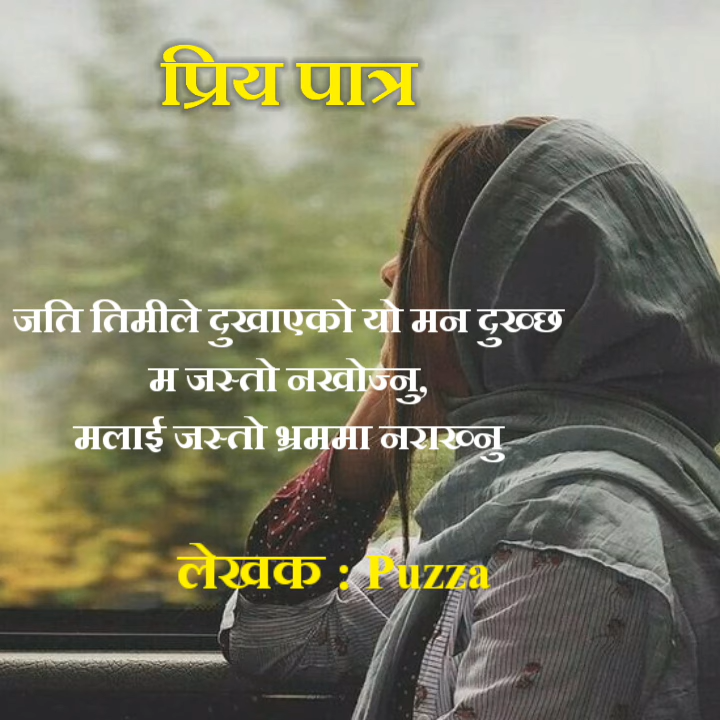 प्रिय पात्र
जति तिमीले दुखाएको यो मन दुख्छ
म जस्तो नखोज्नु,
मलाई जस्तो भ्रममा नराख्नु
लेखक : Puzza